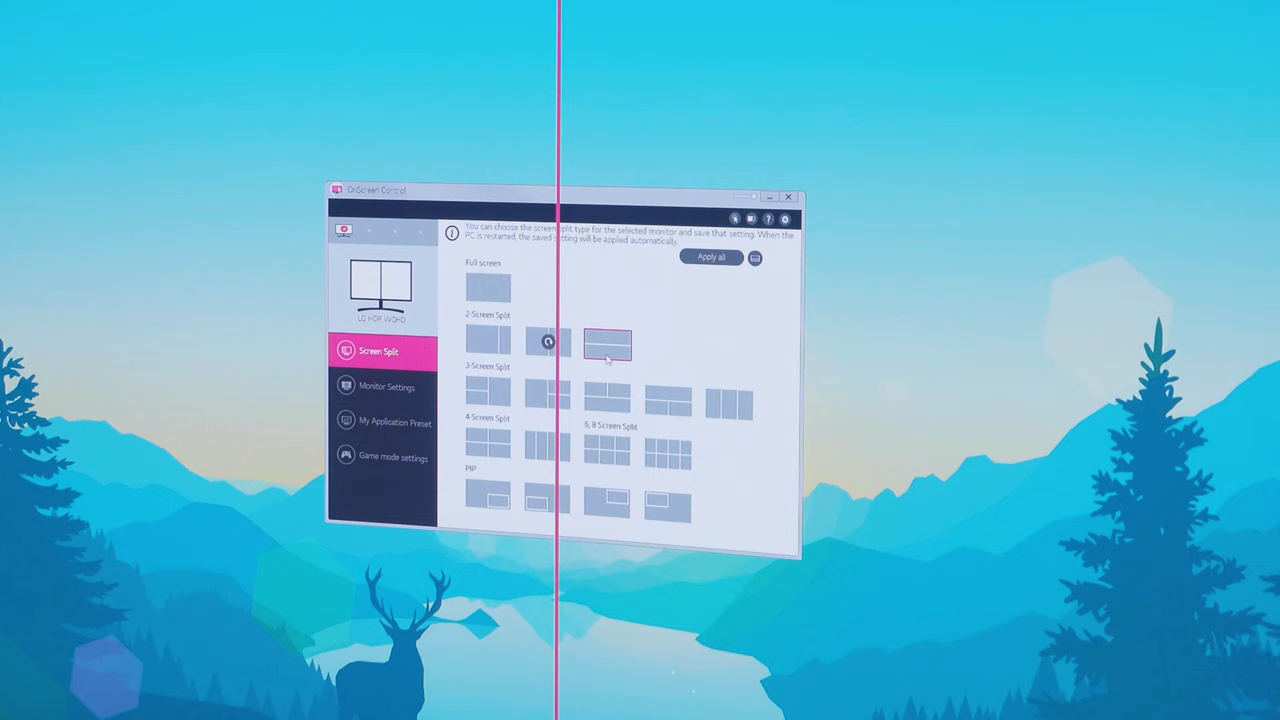 OnScreen Control
You can choose the screen split type for the selected monitor and save that setting. When the
PC is restarted, the saved setting will be applied automatically.
Apply all
LG HDR WQHD
Screen Split
Monitor Settings
My Application Preset
Game mode settings
Full screen
2-Screen Split
3-Screen Split
4-Screen Split
6, 8 Screen Split
PIP